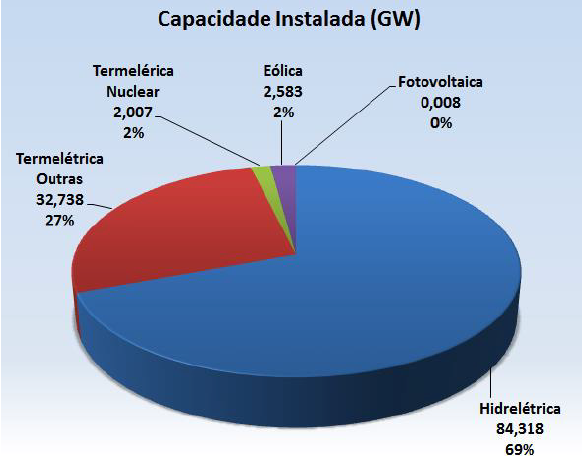 Capacidade Instalada (GW)
Termelérica
Nuclear
2,007
2%
Eólica
2,583
2%
Fotovoltaica
0,008
0%
Termelétrica
Outras
32,738
27%
Hidrelétrica
84,318
69%